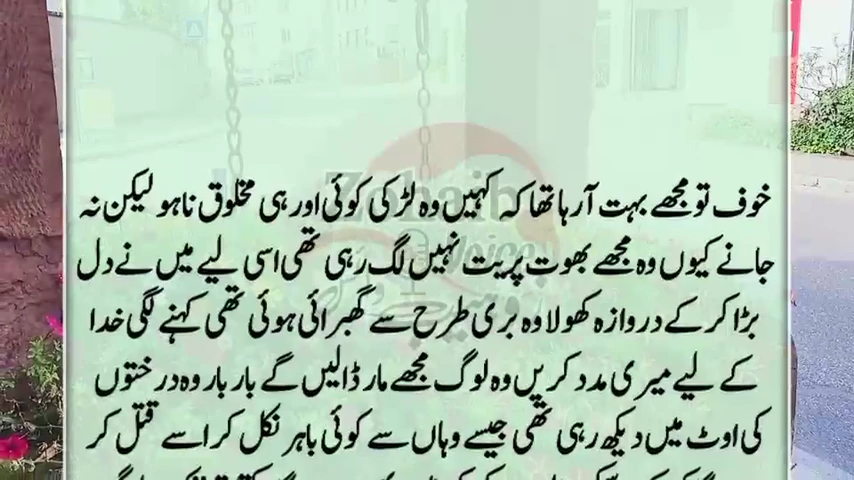 خوف تو مجھے بہت آرہا تھا کہ کہیں وہ لڑکی کوئی اور ہی مخلوق نا ہو لیکن نہ
جانے کیوں وہ مجھے بھوت پریت نہیں لگ رہی تھی اسی لیے میں نے دل
بڑا کر کے دروازہ کھولا وہ بری طرح سے گھبرائی ہوئی تھی کہنے لگی خدا
کے لیے میری مدد کریں وہ لوگ مجھے مار ڈالیں گے بار بار وہ درختوں
کی اوٹ میں دیکھ رہی تھی جیسے وہاں سے کوئی باہر نکل کر اسے قتل کر
Zohaib
Voice